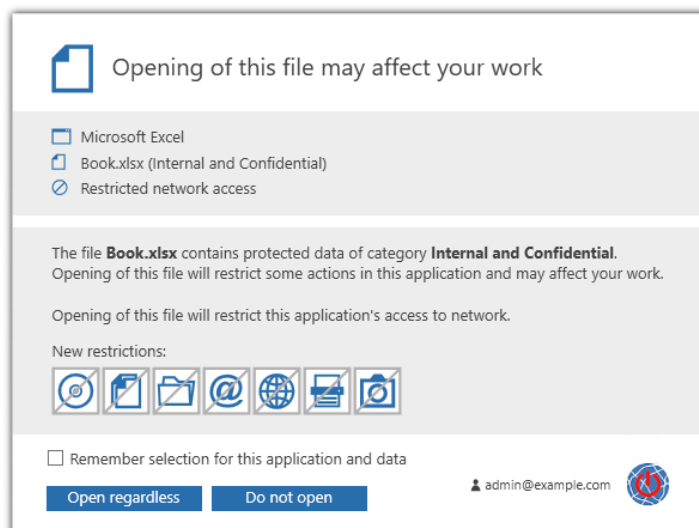 Opening of this file may affect your work
Microsoft Excel
Book.xlsx (Internal and Confidential)
Restricted network access
The file Book.xlsx contains protected data of category Internal and Confidential.
Opening of this file will restrict some actions in this application and may affect your work.
Opening of this file will restrict this application's access to network.
New restrictions:
Remember selection for this application and data
admin@example.com
Open regardless
Do not open